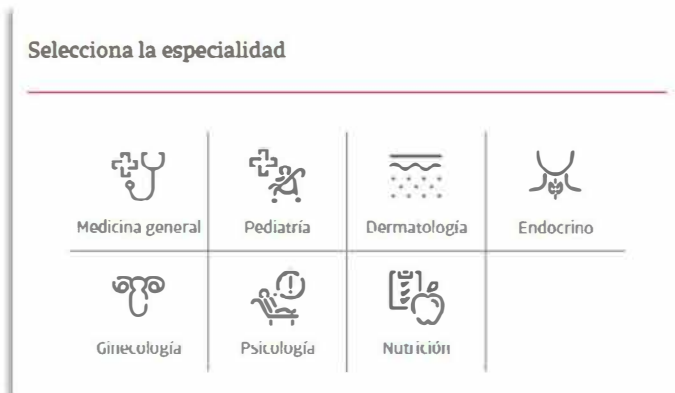 Selecciona la especialidad
Medicina general
Pediatría
Dermatología
Endocrino
Ginecología
Psicología
Nutrición